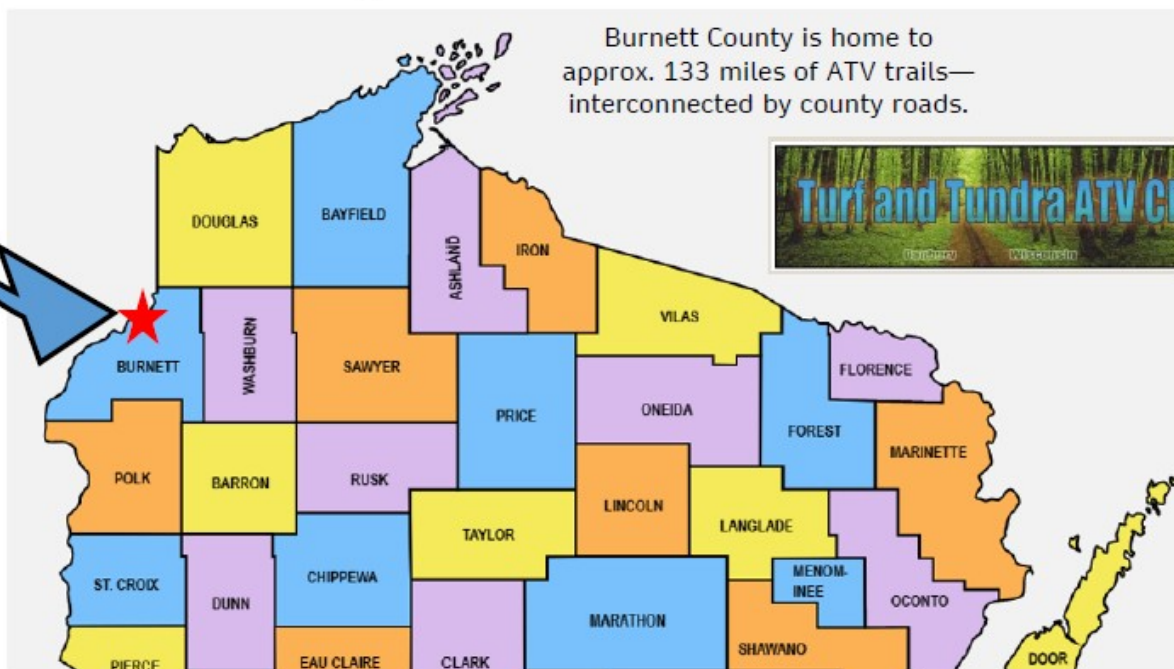 Burnett County is home to
approx. 133 miles of ATV trails—
interconnected by county roads.
Turf and Tundra ATV
Danbury Wisconsin
DOUGLAS
BAYFIELD
ASHLAND
IRON
VILAS
BURNETT
WASHBURN
SAWYER
PRICE
ONEIDA
FOREST
FLORENCE
MARINETTE
POLK
BARRON
RUSK
TAYLOR
LINCOLN
LANGLADE
ST. CROIX
DUNN
CHIPPEWA
MARATHON
MENOM-
INEE
OCONTO
PIERCE
EAU CLAIRE
CLARK
SHAWANO
DOOR